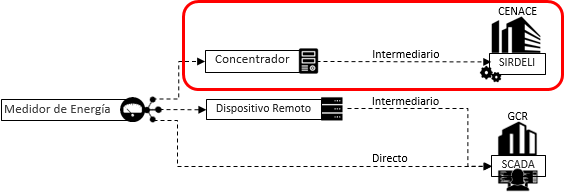 CENACE
Concentrador
Intermediario
SIRDELI
Medidor de Energía
Dispositivo Remoto
Intermediario
GCR
Directo
SCADA